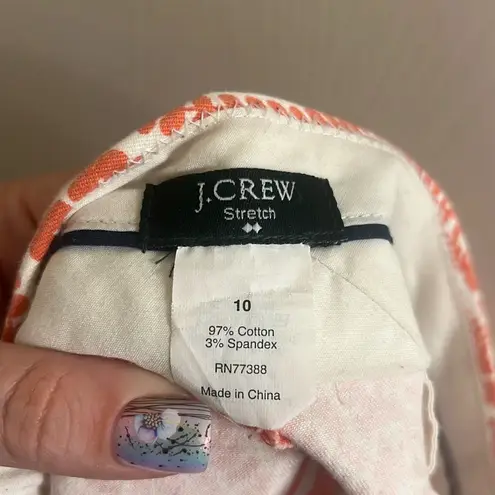 J.CREW
Stretch
10
97% Cotton
3% Spandex
RN77388
Made in China